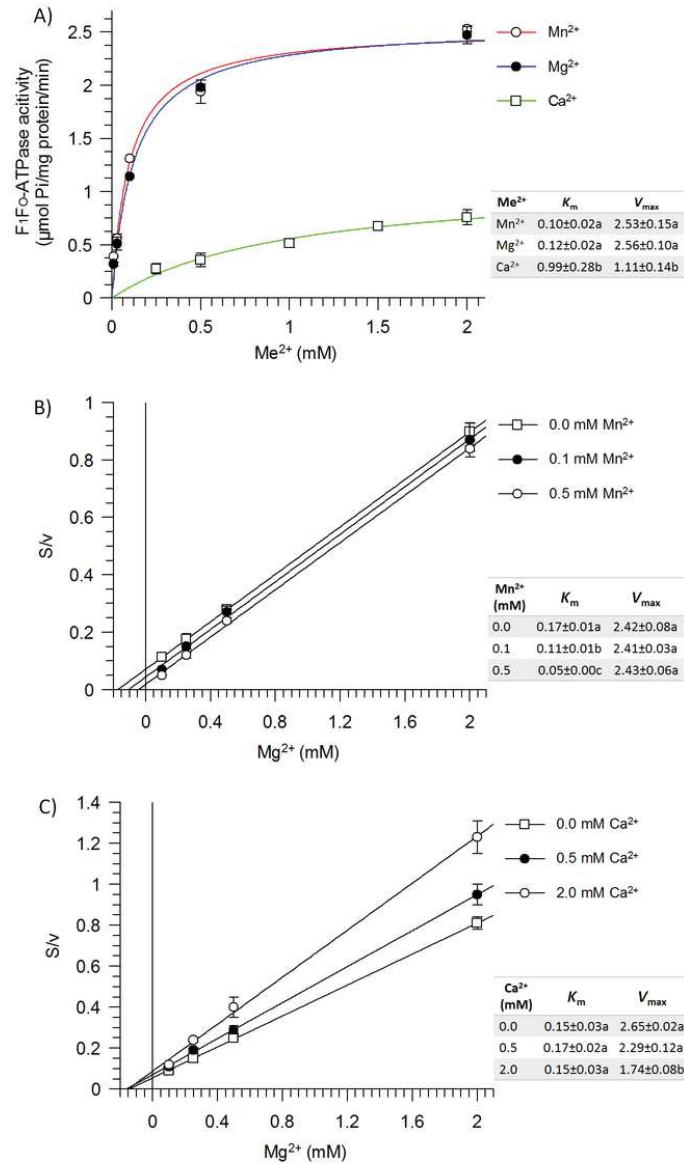 A)
F1FO-ATPase acitivity
(μmol Pi/mg protein/min)
2.5
2
1.5
1
0.5
0
0 0.5 1 1.5 2
Me²⁺ (mM)
Mn²⁺
Mg²⁺
Ca²⁺
Me²⁺ Km Vmax
Mn²⁺ 0.10±0.02a 2.53±0.15a
Mg²⁺ 0.12±0.02a 2.56±0.10a
Ca²⁺ 0.99±0.28b 1.11±0.14b
B)
S/v
1
0.8
0.6
0.4
0.2
0
0 0.4 0.8 1.2 1.6 2
Mg²⁺ (mM)
0.0 mM Mn²⁺
0.1 mM Mn²⁺
0.5 mM Mn²⁺
Mn²⁺
(mM) Km Vmax
0.0 0.17±0.01a 2.42±0.08a
0.1 0.11±0.01b 2.41±0.03a
0.5 0.05±0.00c 2.43±0.06a
C)
S/v
1.4
1.2
1
0.8
0.6
0.4
0.2
0
0 0.4 0.8 1.2 1.6 2
Mg²⁺ (mM)
0.0 mM Ca²⁺
0.5 mM Ca²⁺
2.0 mM Ca²⁺
Ca²⁺
(mM) Km Vmax
0.0 0.15±0.03a 2.65±0.02a
0.5 0.17±0.02a 2.29±0.12a
2.0 0.15±0.03a 1.74±0.08b